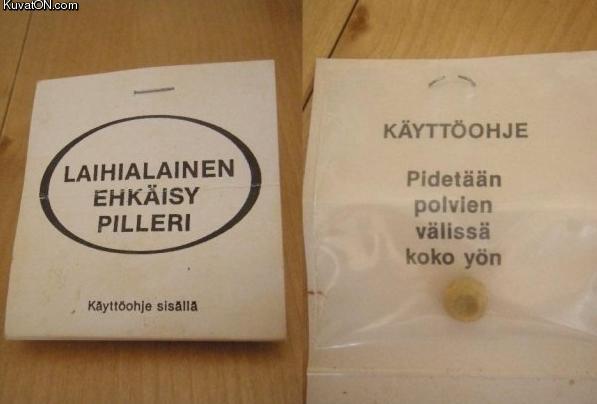 KuvatON.com
LAIHIALAINEN
EHKÄISY
PILLERI
Käyttöohje sisällä
KÄYTTÖOHJE
Pidetään
polvien
välissä
koko yön